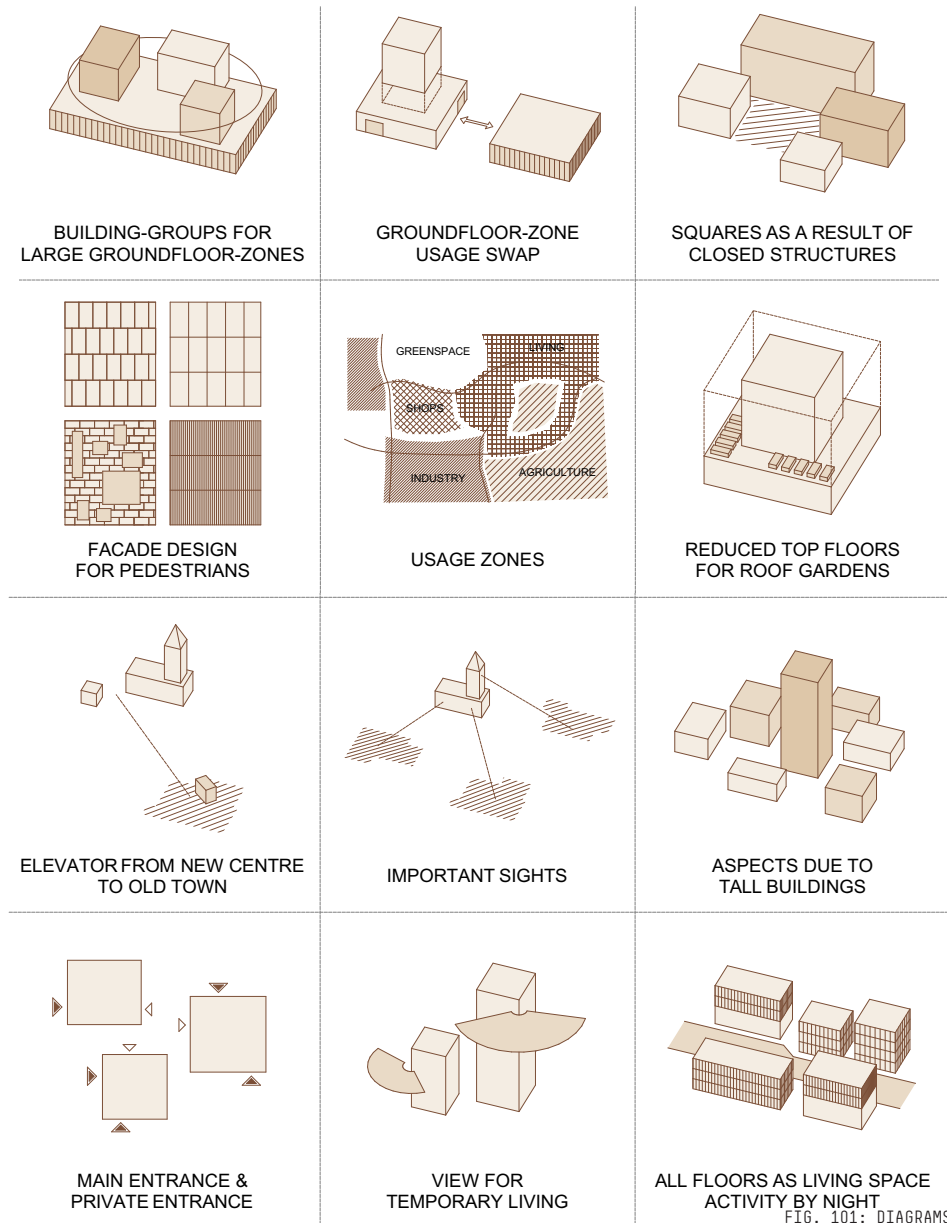 BUILDING-GROUPS FOR
LARGE GROUNDFLOOR-ZONES
GROUNDFLOOR-ZONE
USAGE SWAP
SQUARES AS A RESULT OF
CLOSED STRUCTURES
FACADE DESIGN
FOR PEDESTRIANS
GREENSPACE
LIVING
SHOPS
INDUSTRY
AGRICULTURE
USAGE ZONES
REDUCED TOP FLOORS
FOR ROOF GARDENS
ELEVATOR FROM NEW CENTRE
TO OLD TOWN
IMPORTANT SIGHTS
ASPECTS DUE TO
TALL BUILDINGS
MAIN ENTRANCE &
PRIVATE ENTRANCE
VIEW FOR
TEMPORARY LIVING
ALL FLOORS AS LIVING SPACE
ACTIVITY BY NIGHT
FIG. 101: DIAGRAMS